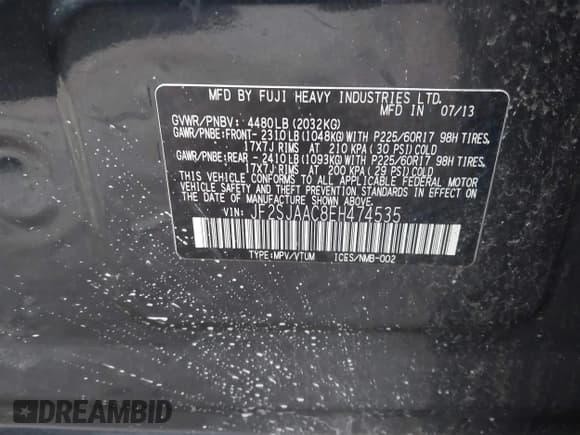 MFD BY FUJI HEAVY INDUSTRIES LTD.
MFD IN 07/13
GVWR/PNBV: 4480LB (2032KG)
GAWR/PNBE:FRONT-2310LB(1048KG)WITH P225/60R17 98H TIRES,
17X7J RIMS AT 210 KPA( 30 PSI)COLD
GAWR/PNBE:REAR -2410LB(1093KG)WITH P225/60R17 98H TIRES,
17X7J RIMS AT 200 KPA( 29 PSI)COLD
THIS VEHICLE CONFORMS TO ALL APPLICABLE FEDERAL MOTOR
VEHICLE SAFETY AND THEFT PREVENTION STANDARDS IN EFFECT ON THE
DATE OF MANUFACTURE SHOWN ABOVE.
VIN: JF2SJAAC8EH474535
TYPE:MPV/VTUM ICES/NMB-002
DREAMBID